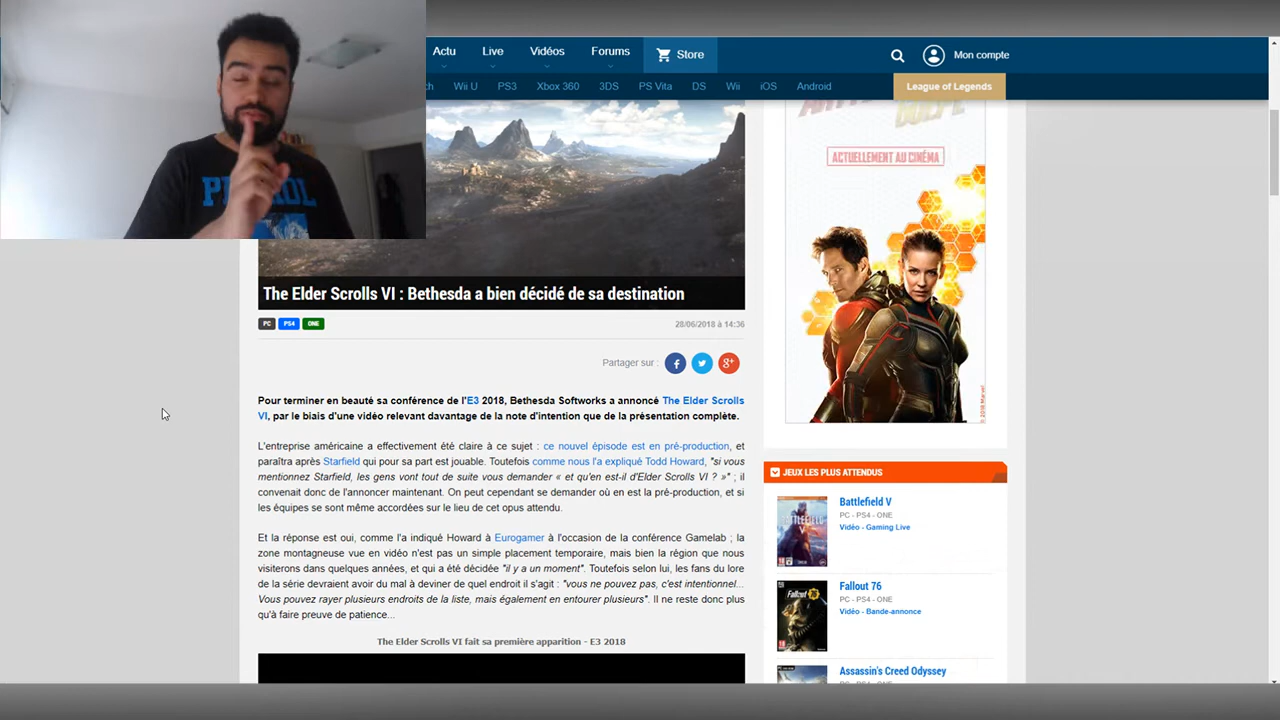 Actu Live Vidéos Forums Store Mon compte
Wii U PS3 Xbox 360 3DS PS Vita DS Wii iOS Android League of Legends
ACTUELLEMENT AU CINÉMA
© 2018 Marvel
The Elder Scrolls VI : Bethesda a bien décidé de sa destination
PC PS4 ONE 28/06/2018 à 14:36
Partager sur :
Pour terminer en beauté sa conférence de l'E3 2018, Bethesda Softworks a annoncé The Elder Scrolls
VI, par le biais d'une vidéo relevant davantage de la note d'intention que de la présentation complète.
L'entreprise américaine a effectivement été claire à ce sujet : ce nouvel épisode est en pré-production, et
paraîtra après Starfield qui pour sa part est jouable. Toutefois comme nous l'a expliqué Todd Howard, "si vous
mentionnez Starfield, les gens vont tout de suite vous demander « et qu'en est-il d'Elder Scrolls VI ? »" ; il
convenait donc de l'annoncer maintenant. On peut cependant se demander où en est la pré-production, et si
les équipes se sont même accordées sur le lieu de cet opus attendu.
Et la réponse est oui, comme l'a indiqué Howard à Eurogamer à l'occasion de la conférence Gamelab ; la
zone montagneuse vue en vidéo n'est pas un simple placement temporaire, mais bien la région que nous
visiterons dans quelques années, et qui a été décidée "il y a un moment". Toutefois selon lui, les fans du lore
de la série devraient avoir du mal à deviner de quel endroit il s'agit : "vous ne pouvez pas, c'est intentionnel...
Vous pouvez rayer plusieurs endroits de la liste, mais également en entourer plusieurs". Il ne reste donc plus
qu'à faire preuve de patience...
The Elder Scrolls VI fait sa première apparition - E3 2018
JEUX LES PLUS ATTENDUS
Battlefield V
PC - PS4 - ONE
Vidéo - Gaming Live
Fallout 76
PC - PS4 - ONE
Vidéo - Bande-annonce
Assassin's Creed Odyssey